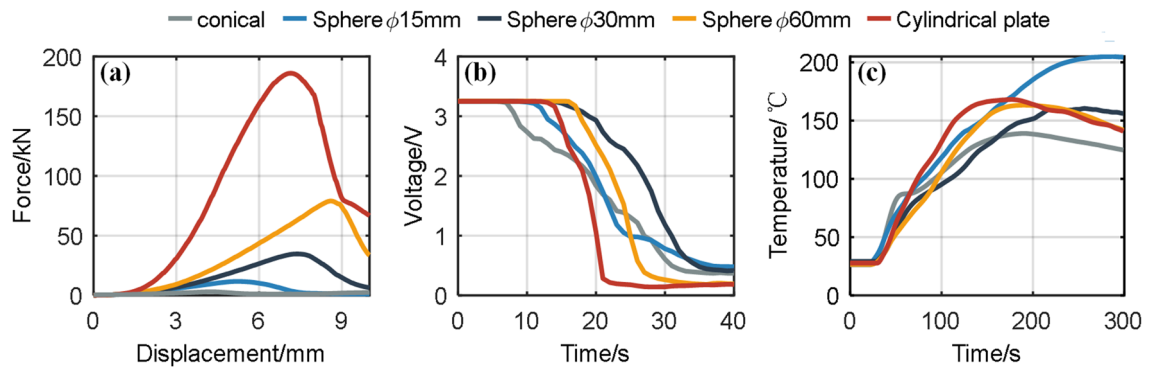 conical Sphere ϕ15mm Sphere ϕ30mm Sphere ϕ60mm Cylindrical plate
(a) (b) (c)
Force/kN
200
150
100
50
0
0 3 6 9
Displacement/mm
Voltage/V
4
3
2
1
0
0 10 20 30 40
Time/s
Temperature/℃
200
150
100
50
0
0 100 200 300
Time/s